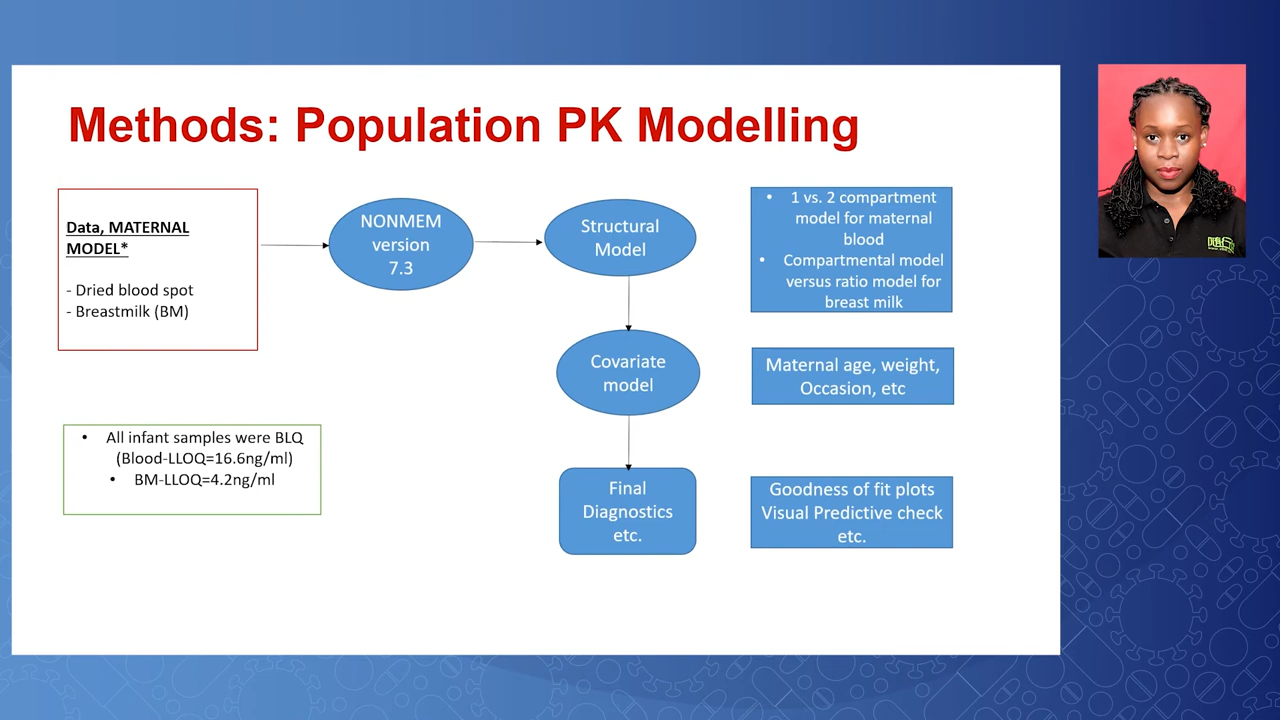 Methods: Population PK Modelling
Data, MATERNAL
MODEL*
- Dried blood spot
- Breastmilk (BM)
NONMEM
version
7.3
Structural
Model
• 1 vs. 2 compartment
model for maternal
blood
• Compartmental model
versus ratio model for
breast milk
Covariate
model
Maternal age, weight,
Occasion, etc
• All infant samples were BLQ
(Blood-LLOQ=16.6ng/ml)
• BM-LLOQ=4.2ng/ml
Final
Diagnostics
etc.
Goodness of fit plots
Visual Predictive check
etc.